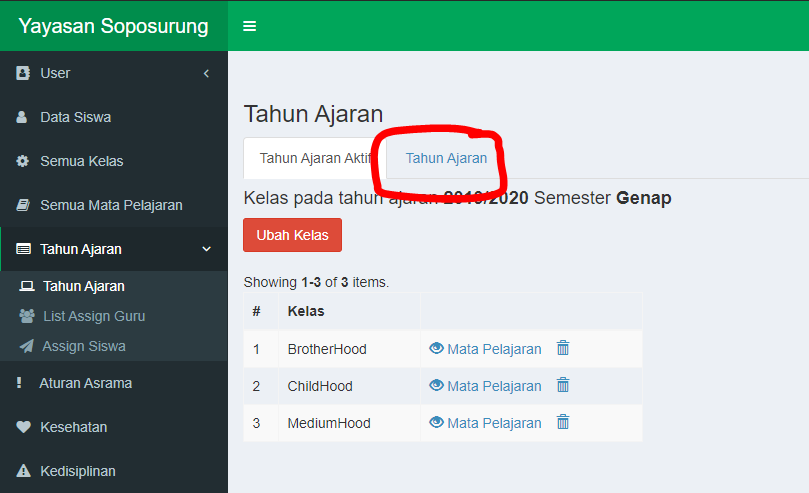 Yayasan Soposurung
User
Data Siswa
Semua Kelas
Semua Mata Pelajaran
Tahun Ajaran
Tahun Ajaran
List Assign Guru
Assign Siswa
Aturan Asrama
Kesehatan
Kedisiplinan
Tahun Ajaran
Tahun Ajaran Aktif Tahun Ajaran
Kelas pada tahun ajaran 2019/2020 Semester Genap
Ubah Kelas
Showing 1-3 of 3 items.
# Kelas
1 BrotherHood Mata Pelajaran
2 ChildHood Mata Pelajaran
3 MediumHood Mata Pelajaran